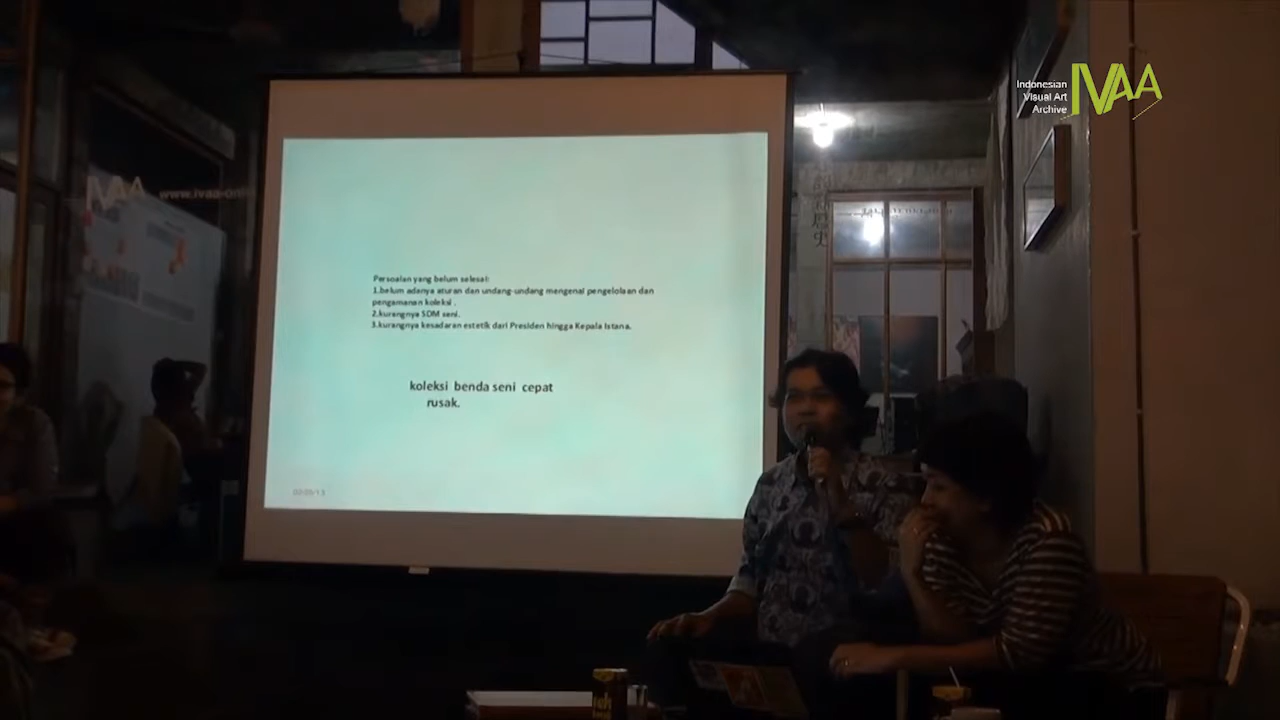 Indonesian
Visual Art
Archive
IVAA
IVAA
Persoalan yang belum selesai:
1.belum adanya aturan dan undang-undang mengenai pengelolaan dan
pengamanan koleksi .
2.kurangnya SDM seni.
3.kurangnya kesadaran estetik dari Presiden hingga Kepala Istana.
koleksi benda seni cepat
rusak.